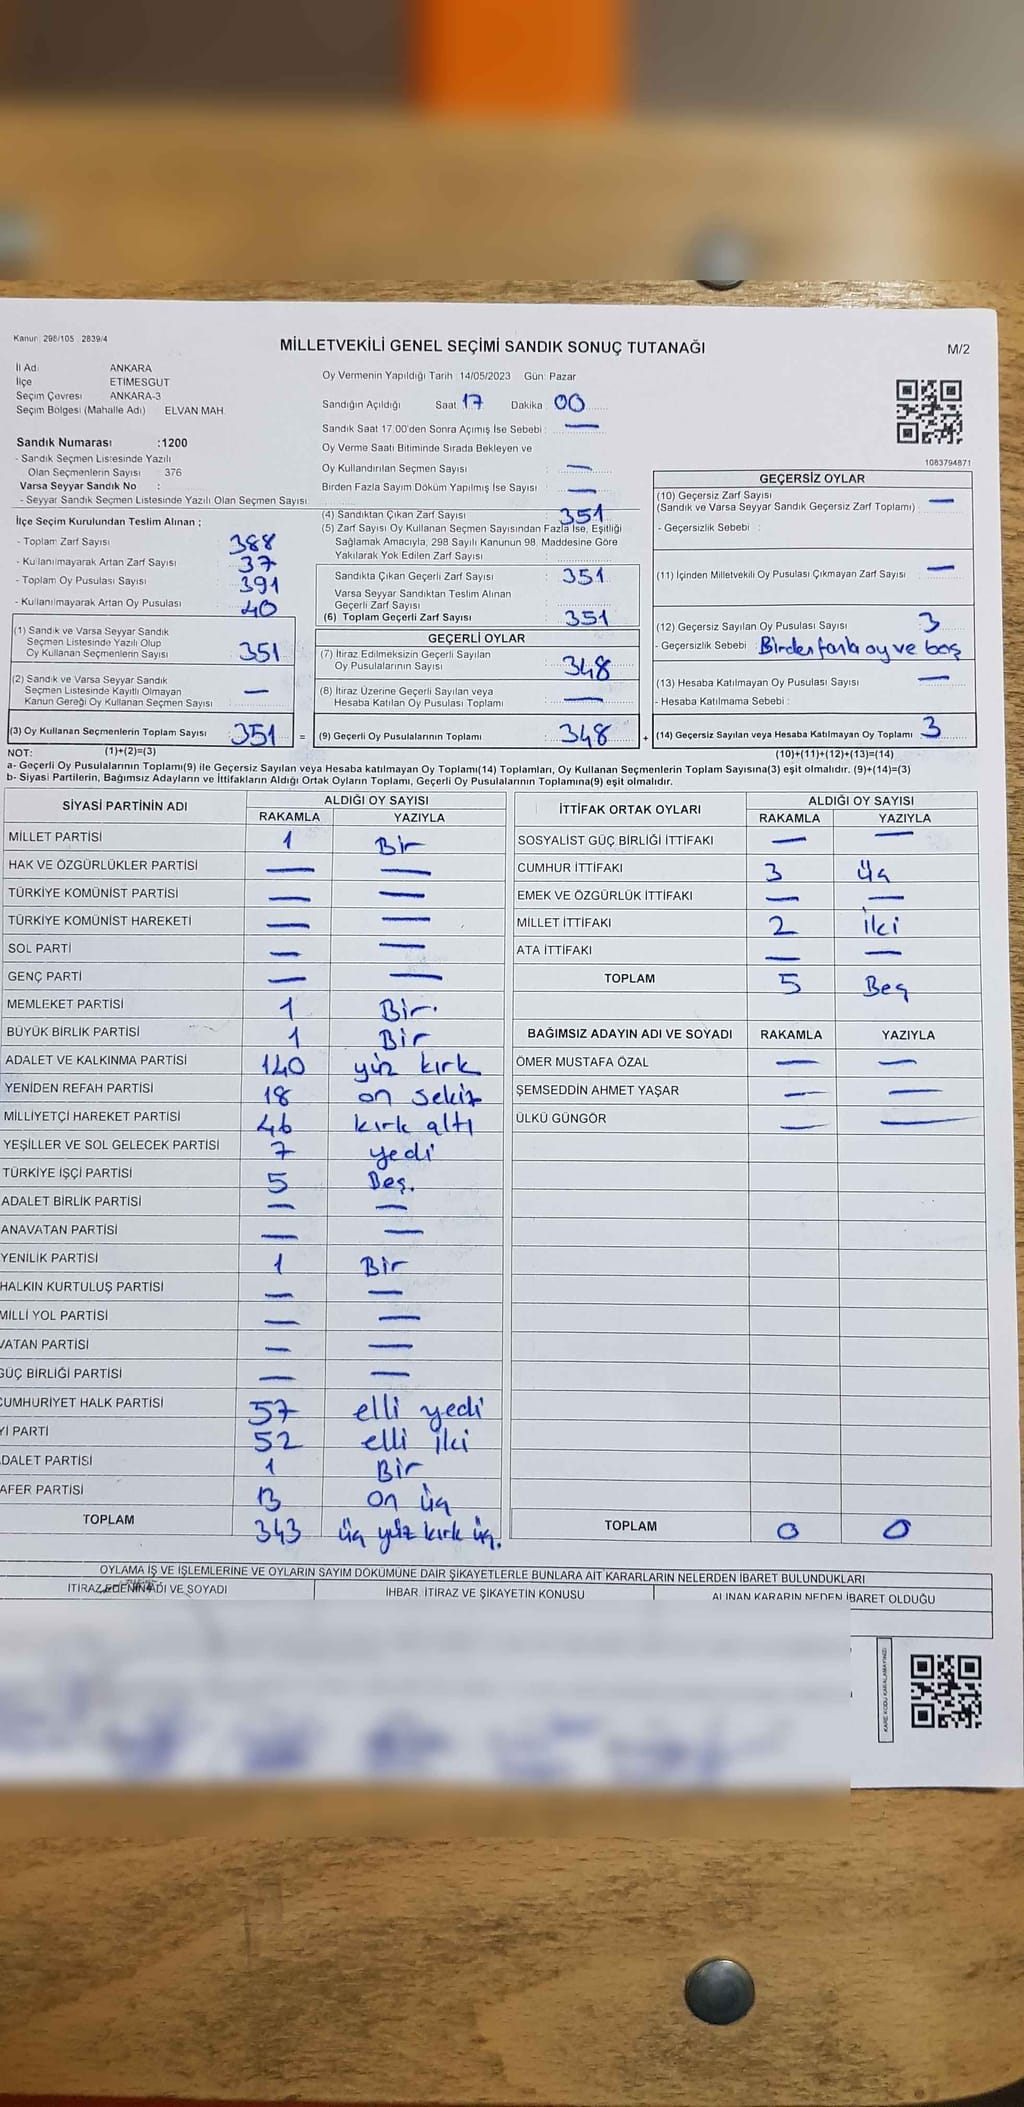 Kanun 298/105 2839/4
MİLLETVEKİLİ GENEL SEÇİMİ SANDIK SONUÇ TUTANAĞI
M/2
İl Adı ANKARA
İlçe ETIMESGUT
Seçim Çevresi ANKARA-3
Seçim Bölgesi (Mahalle Adı) ELVAN MAH
Sandık Numarası :1200
- Sandık Seçmen Listesinde Yazılı
Olan Seçmenlerin Sayısı 376
Varsa Seyyar Sandık No :
- Seyyar Sandık Seçmen Listesinde Yazılı Olan Seçmen Sayısı:
Oy Vermenin Yapıldığı Tarih 14/05/2023 Gün Pazar
Sandığın Açıldığı Saat 17 Dakika 00
Sandık Saat 17.00'den Sonra Açımış İse Sebebi : —
Oy Verme Saati Bitiminde Sırada Bekleyen ve
Oy Kullandırılan Seçmen Sayısı : —
Birden Fazla Sayım Döküm Yapılmış İse Sayısı : —
1083794871
İlçe Seçim Kurulundan Teslim Alınan ;
- Toplam Zarf Sayısı 388
- Kullanılmayarak Artan Zarf Sayısı 37
- Toplam Oy Pusulası Sayısı 391
- Kullanılmayarak Artan Oy Pusulası 40
(1) Sandık ve Varsa Seyyar Sandık
Seçmen Listesinde Yazılı Olup
Oy Kullanan Seçmenlerin Sayısı 351
(2) Sandık ve Varsa Seyyar Sandık
Seçmen Listesinde Kayıtlı Olmayan
Kanun Gereği Oy Kullanan Seçmen Sayısı —
(3) Oy Kullanan Seçmenlerin Toplam Sayısı 351 =
(4) Sandıktan Çıkan Zarf Sayısı 351
(5) Zarf Sayısı Oy Kullanan Seçmen Sayısından Fazla İse, Eşitliği
Sağlamak Amacıyla, 298 Sayılı Kanunun 98. Maddesine Göre
Yakılarak Yok Edilen Zarf Sayısı :
Sandıkta Çıkan Geçerli Zarf Sayısı : 351
Varsa Seyyar Sandıktan Teslim Alınan
Geçerli Zarf Sayısı :
(6) Toplam Geçerli Zarf Sayısı : 351
GEÇERLİ OYLAR
(7) İtiraz Edilmeksizin Geçerli Sayılan
Oy Pusulalarının Sayısı : 348
(8) İtiraz Üzerine Geçerli Sayılan veya
Hesaba Katılan Oy Pusulası Toplamı : —
(9) Geçerli Oy Pusulalarının Toplamı : 348 +
GEÇERSİZ OYLAR
(10) Geçersiz Zarf Sayısı
(Sandık ve Varsa Seyyar Sandık Geçersiz Zarf Toplamı) : —
- Geçersizlik Sebebi :
(11) İçinden Milletvekili Oy Pusulası Çıkmayan Zarf Sayısı : —
(12) Geçersiz Sayılan Oy Pusulası Sayısı : 3
- Geçersizlik Sebebi : Birden fazla oy ve boş
(13) Hesaba Katılmayan Oy Pusulası Sayısı : —
- Hesaba Katılmama Sebebi :
(14) Geçersiz Sayılan veya Hesaba Katılmayan Oy Toplamı 3
NOT: (1)+(2)=(3) (10)+(11)+(12)+(13)=(14)
a- Geçerli Oy Pusulalarının Toplamı(9) ile Geçersiz Sayılan veya Hesaba katılmayan Oy Toplamı(14) Toplamları, Oy Kullanan Seçmenlerin Toplam Sayısına(3) eşit olmalıdır. (9)+(14)=(3)
b- Siyasi Partilerin, Bağımsız Adayların ve İttifakların Aldığı Ortak Oyların Toplamı, Geçerli Oy Pusulalarının Toplamına(9) eşit olmalıdır.
SİYASİ PARTİNİN ADI ALDIĞI OY SAYISI
RAKAMLA YAZIYLA
MİLLET PARTİSİ 1 Bir
HAK VE ÖZGÜRLÜKLER PARTİSİ — —
TÜRKİYE KOMÜNİST PARTİSİ — —
TÜRKİYE KOMÜNİST HAREKETİ — —
SOL PARTİ — —
GENÇ PARTİ — —
MEMLEKET PARTİSİ 1 Bir.
BÜYÜK BİRLİK PARTİSİ 1 Bir
ADALET VE KALKINMA PARTİSİ 140 yüz kırk
YENİDEN REFAH PARTİSİ 18 on sekiz
MİLLİYETÇİ HAREKET PARTİSİ 46 kırk altı
YEŞİLLER VE SOL GELECEK PARTİSİ 7 yedi
TÜRKİYE İŞÇİ PARTİSİ 5 Beş.
ADALET BİRLİK PARTİSİ — —
ANAVATAN PARTİSİ — —
YENİLİK PARTİSİ 1 Bir
HALKIN KURTULUŞ PARTİSİ — —
MİLLİ YOL PARTİSİ — —
VATAN PARTİSİ — —
GÜÇ BİRLİĞİ PARTİSİ — —
CUMHURİYET HALK PARTİSİ 57 elli yedi
Yİ PARTİ 52 elli iki
DALET PARTİSİ 1 Bir
AFER PARTİSİ 13 on üç
TOPLAM 343 üç yüz kırk üç.
İTTİFAK ORTAK OYLARI ALDIĞI OY SAYISI
RAKAMLA YAZIYLA
SOSYALİST GÜÇ BİRLİĞİ İTTİFAKI — —
CUMHUR İTTİFAKI 3 üç
EMEK VE ÖZGÜRLÜK İTTİFAKI — —
MİLLET İTTİFAKI 2 iki
ATA İTTİFAKI — —
TOPLAM 5 Beş
BAĞIMSIZ ADAYIN ADI VE SOYADI RAKAMLA YAZIYLA
ÖMER MUSTAFA ÖZAL — —
ŞEMSEDDİN AHMET YAŞAR — —
ÜLKÜ GÜNGÖR — —
TOPLAM 0 0
OYLAMA İŞ VE İŞLEMLERİNE VE OYLARIN SAYIM DÖKÜMÜNE DAİR ŞİKAYETLERLE BUNLARA AİT KARARLARIN NELERDEN İBARET BULUNDUKLARI
İTİRAZ EDENİN ADI VE SOYADI İHBAR, İTİRAZ VE ŞİKAYETİN KONUSU ALINAN KARARIN NEDEN İBARET OLDUĞU
KARE KODU KARALAMAYINIZ!